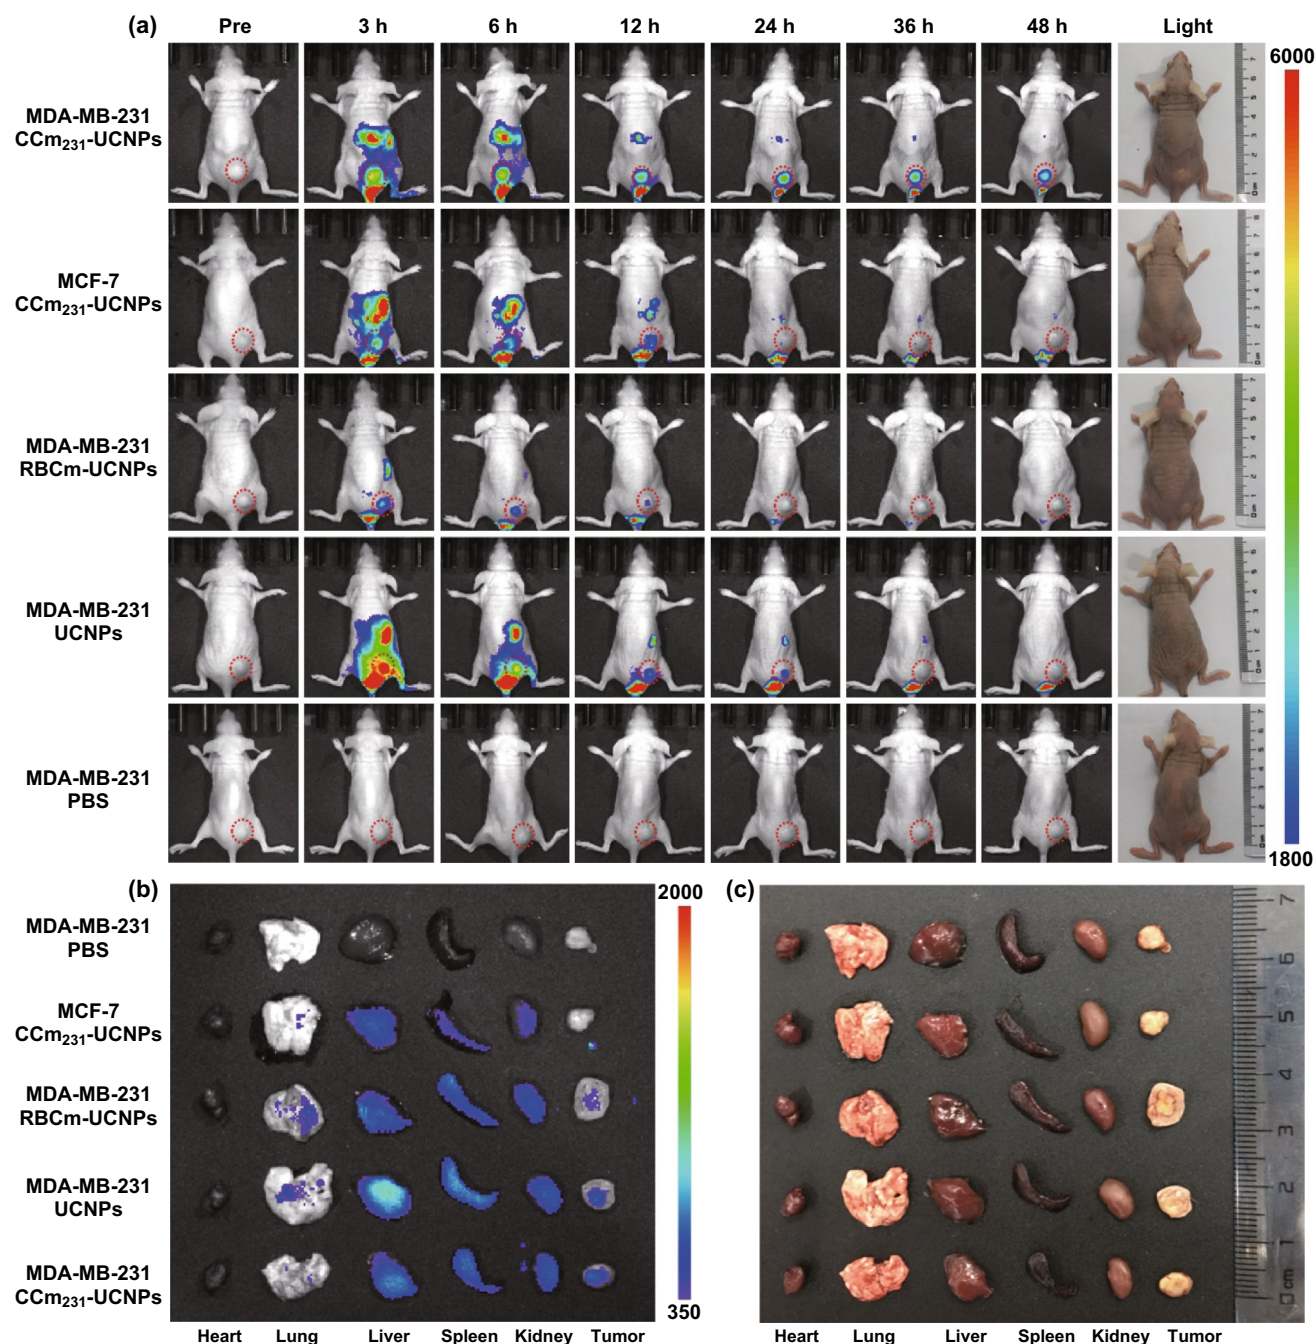 (a) Pre 3 h 6 h 12 h 24 h 36 h 48 h Light
6000
MDA-MB-231
CCm231-UCNPs
MCF-7
CCm231-UCNPs
MDA-MB-231
RBCm-UCNPs
MDA-MB-231
UCNPs
MDA-MB-231
PBS
1800
(b)
2000
MDA-MB-231
PBS
MCF-7
CCm231-UCNPs
MDA-MB-231
RBCm-UCNPs
MDA-MB-231
UCNPs
MDA-MB-231
CCm231-UCNPs
350
Heart Lung Liver Spleen Kidney Tumor
(c)
7
6
5
4
3
2
1
0cm
Heart Lung Liver Spleen Kidney Tumor